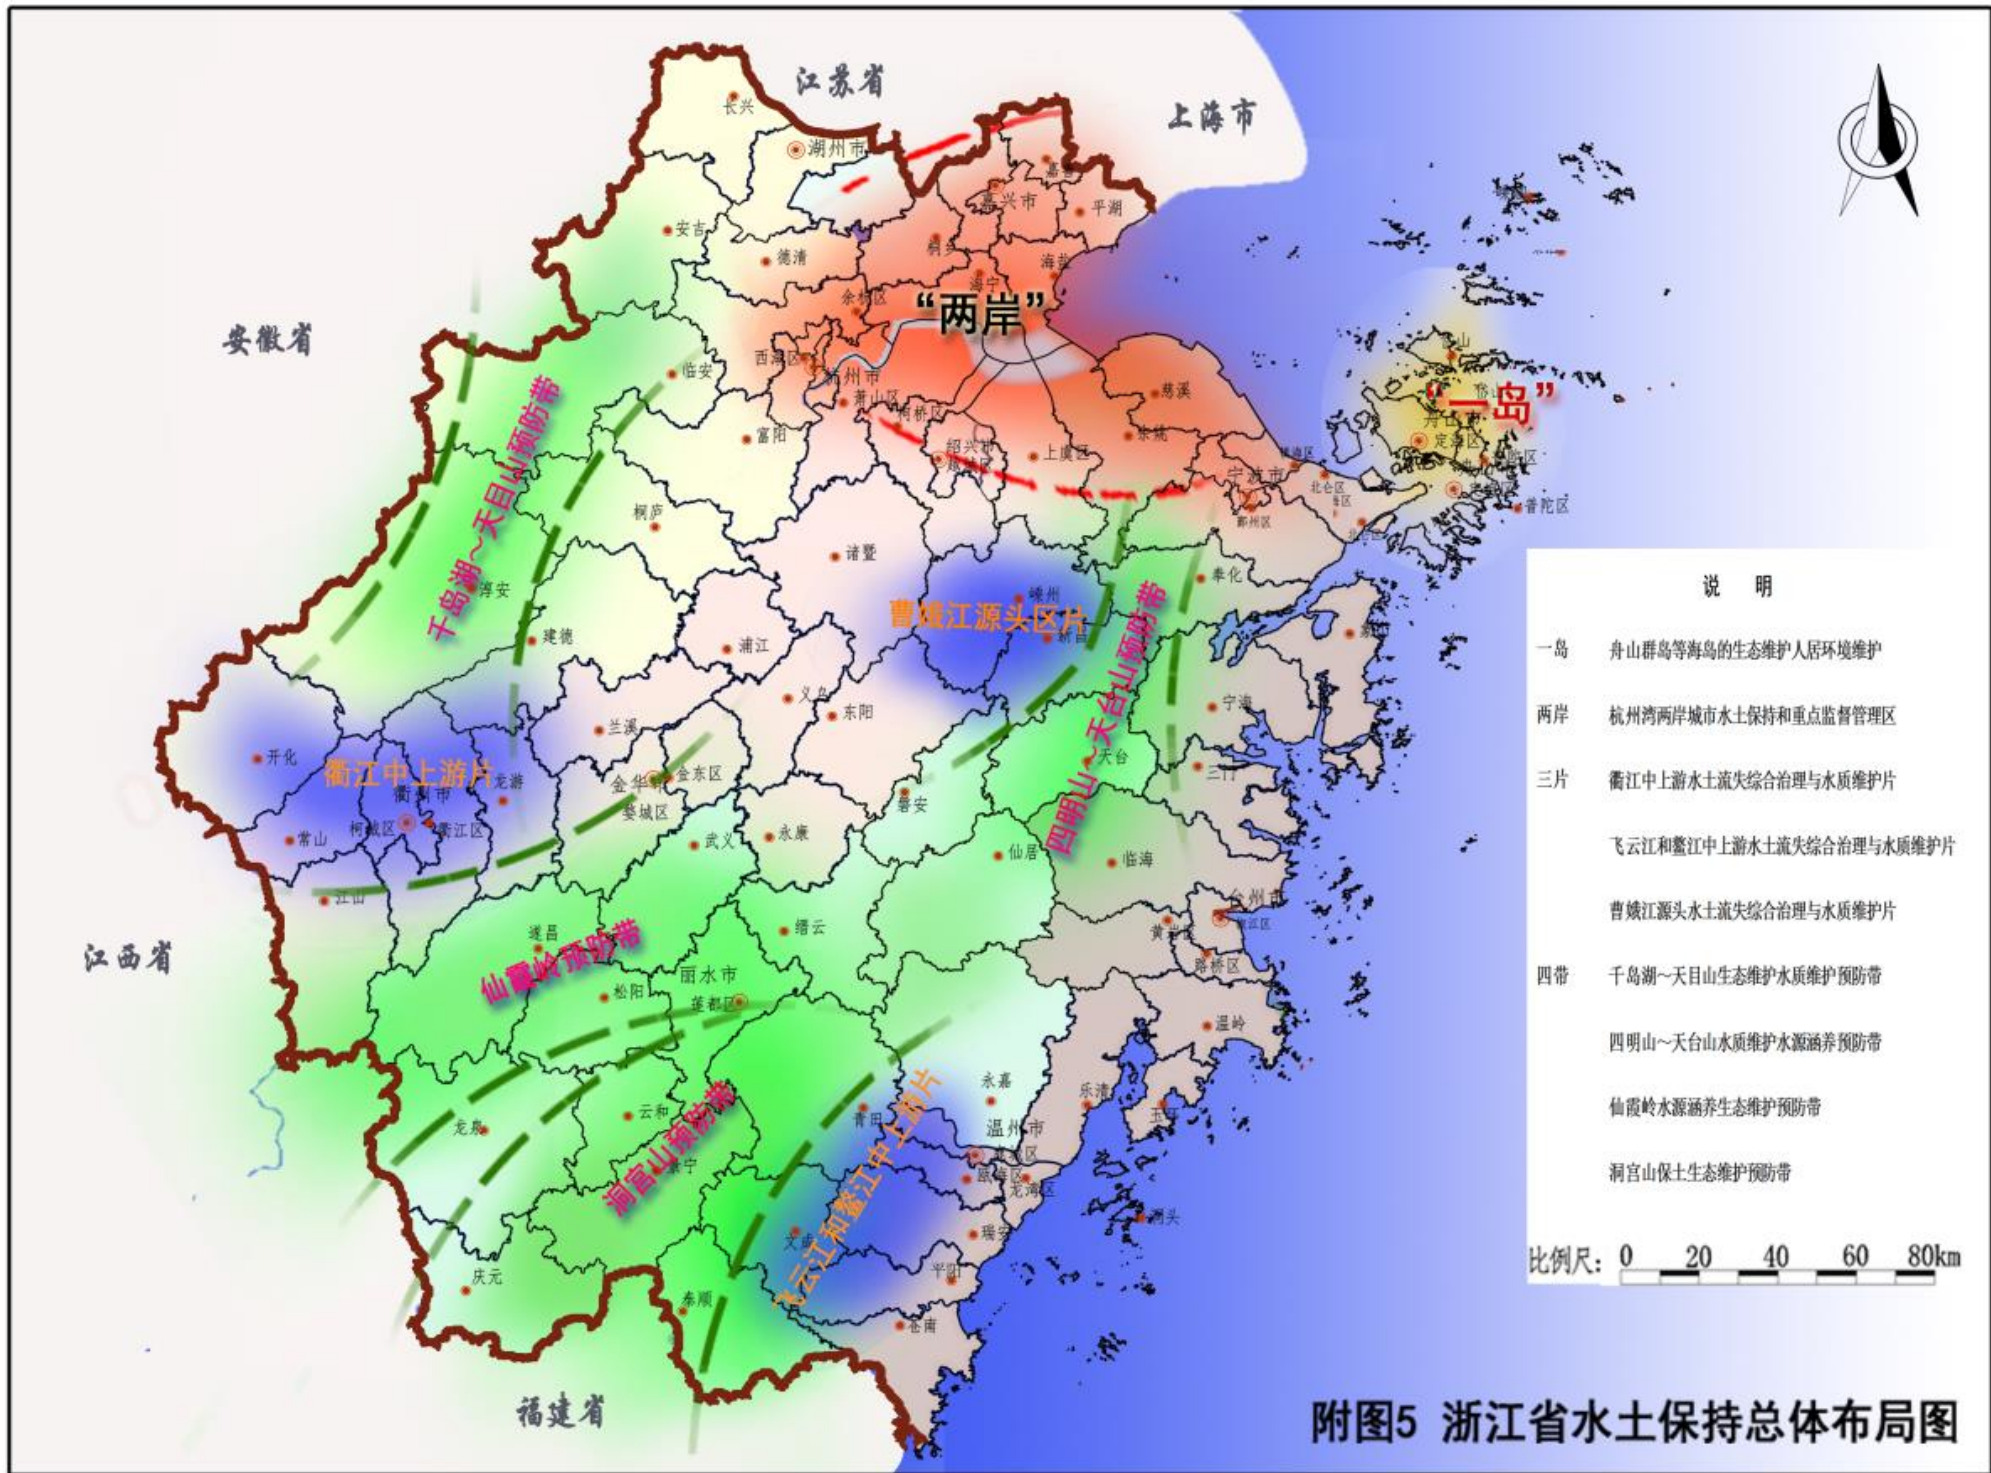 江苏省
上海市
安徽省
江西省
福建省
长兴
湖州市
嘉善
嘉兴市
平湖
安吉
德清
桐乡
海盐
海宁
余杭区
“两岸”
西湖区
杭州市
临安
萧山区
柯桥区
慈溪
余姚
“一岛”
定海区
富阳
绍兴市
越城区
上虞区
宁波市
镇海区
北仑区
鄞州区
普陀区
千岛湖~天目山预防带
桐庐
诸暨
淳安
嵊州
曹娥江源头区片
新昌
奉化
四明山~天台山预防带
建德
浦江
象山
义乌
东阳
兰溪
宁海
开化
衢江中上游片
衢州市
龙游
金华市
金东区
婺城区
天台
三门
磐安
常山
柯城区
衢江区
武义
永康
仙居
临海
江山
台州市
椒江区
黄岩区
路桥区
遂昌
仙霞岭预防带
缙云
丽水市
莲都区
松阳
温岭
永嘉
乐清
玉环
云和
龙泉
青田
温州市
鹿城区
瓯海区
龙湾区
景宁
洞宫山预防带
飞云江和鳌江中上游片
洞头
文成
瑞安
平阳
庆元
泰顺
苍南
说 明
一岛 舟山群岛等海岛的生态维护人居环境维护
两岸 杭州湾两岸城市水土保持和重点监督管理区
三片 衢江中上游水土流失综合治理与水质维护片
飞云江和鳌江中上游水土流失综合治理与水质维护片
曹娥江源头水土流失综合治理与水质维护片
四带 千岛湖~天目山生态维护水质维护预防带
四明山~天台山水质维护水源涵养预防带
仙霞岭水源涵养生态维护预防带
洞宫山保土生态维护预防带
比例尺: 0 20 40 60 80km
附图5 浙江省水土保持总体布局图